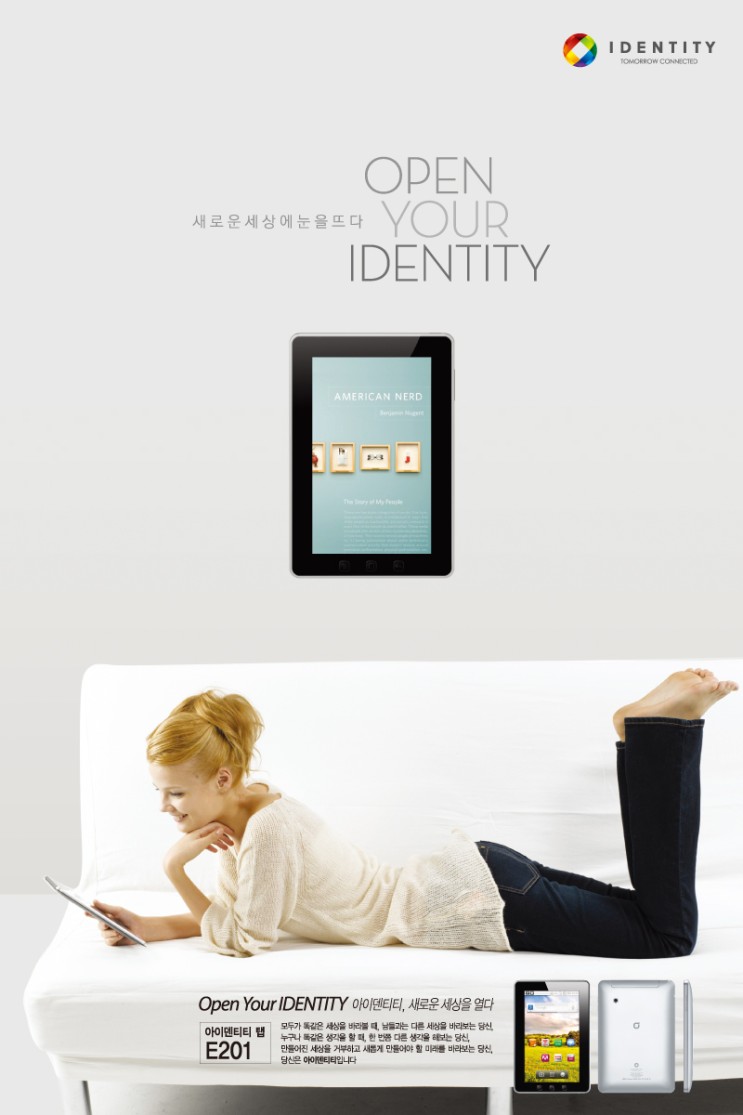 IDENTITY
TOMORROW CONNECTED
OPEN
새로운세상에눈을뜨다 YOUR
IDENTITY
AMERICAN NERD
Benjamin Nugent
The Story of My People
Open Your IDENTITY 아이덴티티, 새로운 세상을 열다
아이덴티티 탭
E201
모두가 똑같은 세상을 바라볼 때, 남들과는 다른 세상을 바라보는 당신,
누구나 똑같은 생각을 할 때, 한 번쯤 다른 생각을 해보는 당신,
만들어진 세상을 거부하고 새롭게 만들어야 할 미래를 바라보는 당신,
당신은 아이덴티티입니다